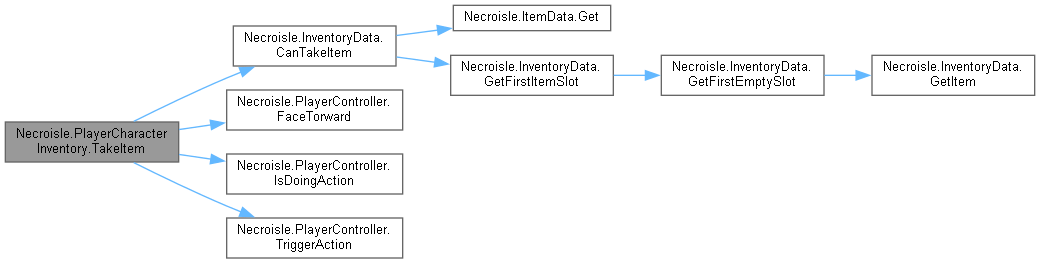 Necroisle.ItemData.Get
Necroisle.InventoryData.
CanTakeItem
Necroisle.InventoryData.
GetFirstItemSlot
Necroisle.InventoryData.
GetFirstEmptySlot
Necroisle.InventoryData.
GetItem
Necroisle.PlayerController.
FaceTorward
Necroisle.PlayerCharacter
Inventory.TakeItem
Necroisle.PlayerController.
IsDoingAction
Necroisle.PlayerController.
TriggerAction